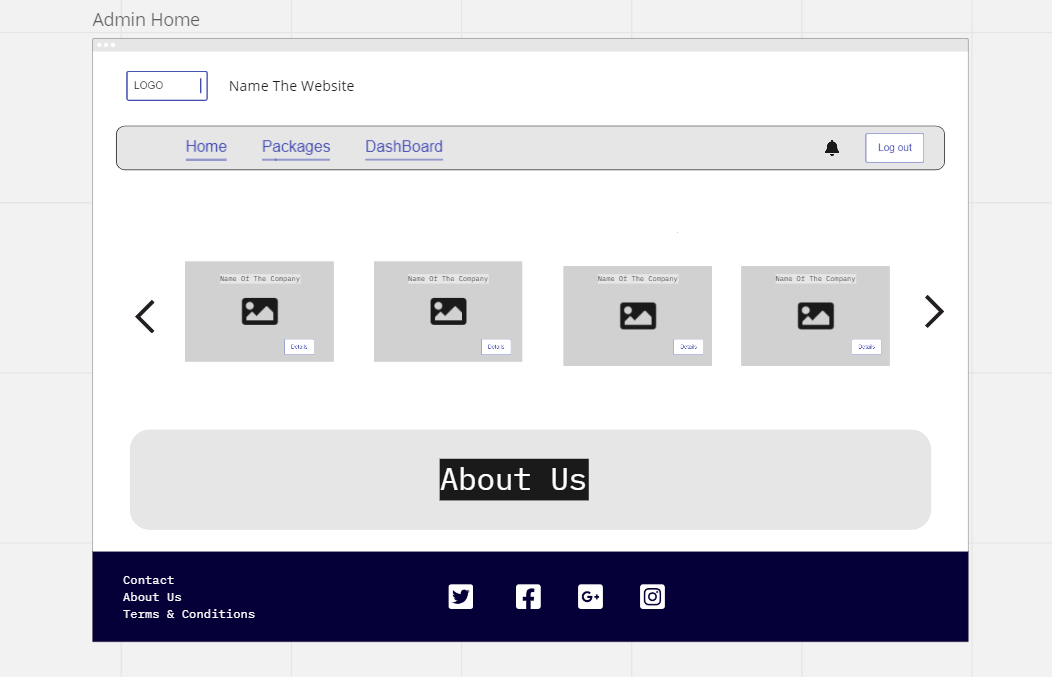 Admin Home
LOGO
Name The Website
Home Packages DashBoard
Log out
Name Of The Company Name Of The Company Name Of The Company Name Of The Company
Details Details Details Details
About Us
Contact
About Us
Terms & Conditions
G+